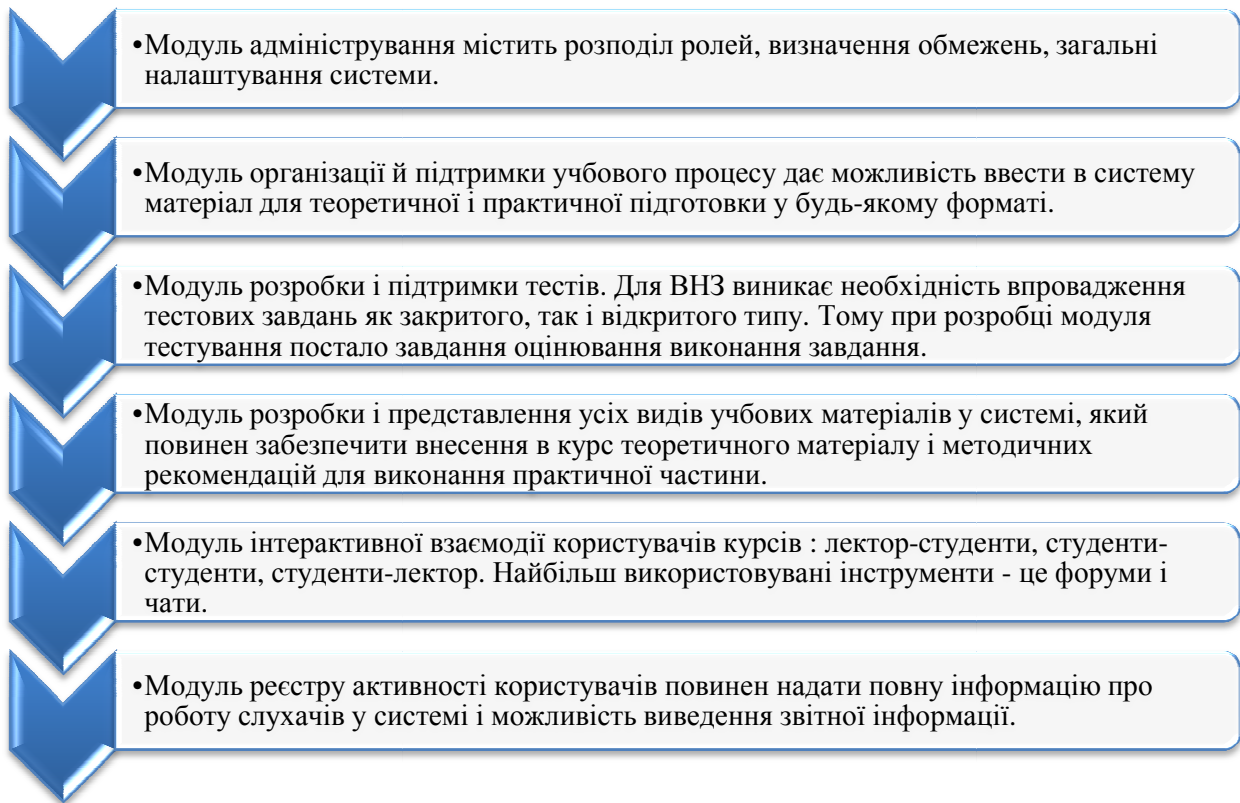 •Модуль адміністрування містить розподіл ролей, визначення обмежень, загальні
налаштування системи.
•Модуль організації й підтримки учбового процесу дає можливість ввести в систему
матеріал для теоретичної і практичної підготовки у будь-якому форматі.
•Модуль розробки і підтримки тестів. Для ВНЗ виникає необхідність впровадження
тестових завдань як закритого, так і відкритого типу. Тому при розробці модуля
тестування постало завдання оцінювання виконання завдання.
•Модуль розробки і представлення усіх видів учбових матеріалів у системі, який
повинен забезпечити внесення в курс теоретичного матеріалу і методичних
рекомендацій для виконання практичної частини.
•Модуль інтерактивної взаємодії користувачів курсів : лектор-студенти, студенти-
студенти, студенти-лектор. Найбільш використовувані інструменти - це форуми і
чати.
•Модуль реєстру активності користувачів повинен надати повну інформацію про
роботу слухачів у системі і можливість виведення звітної інформації.